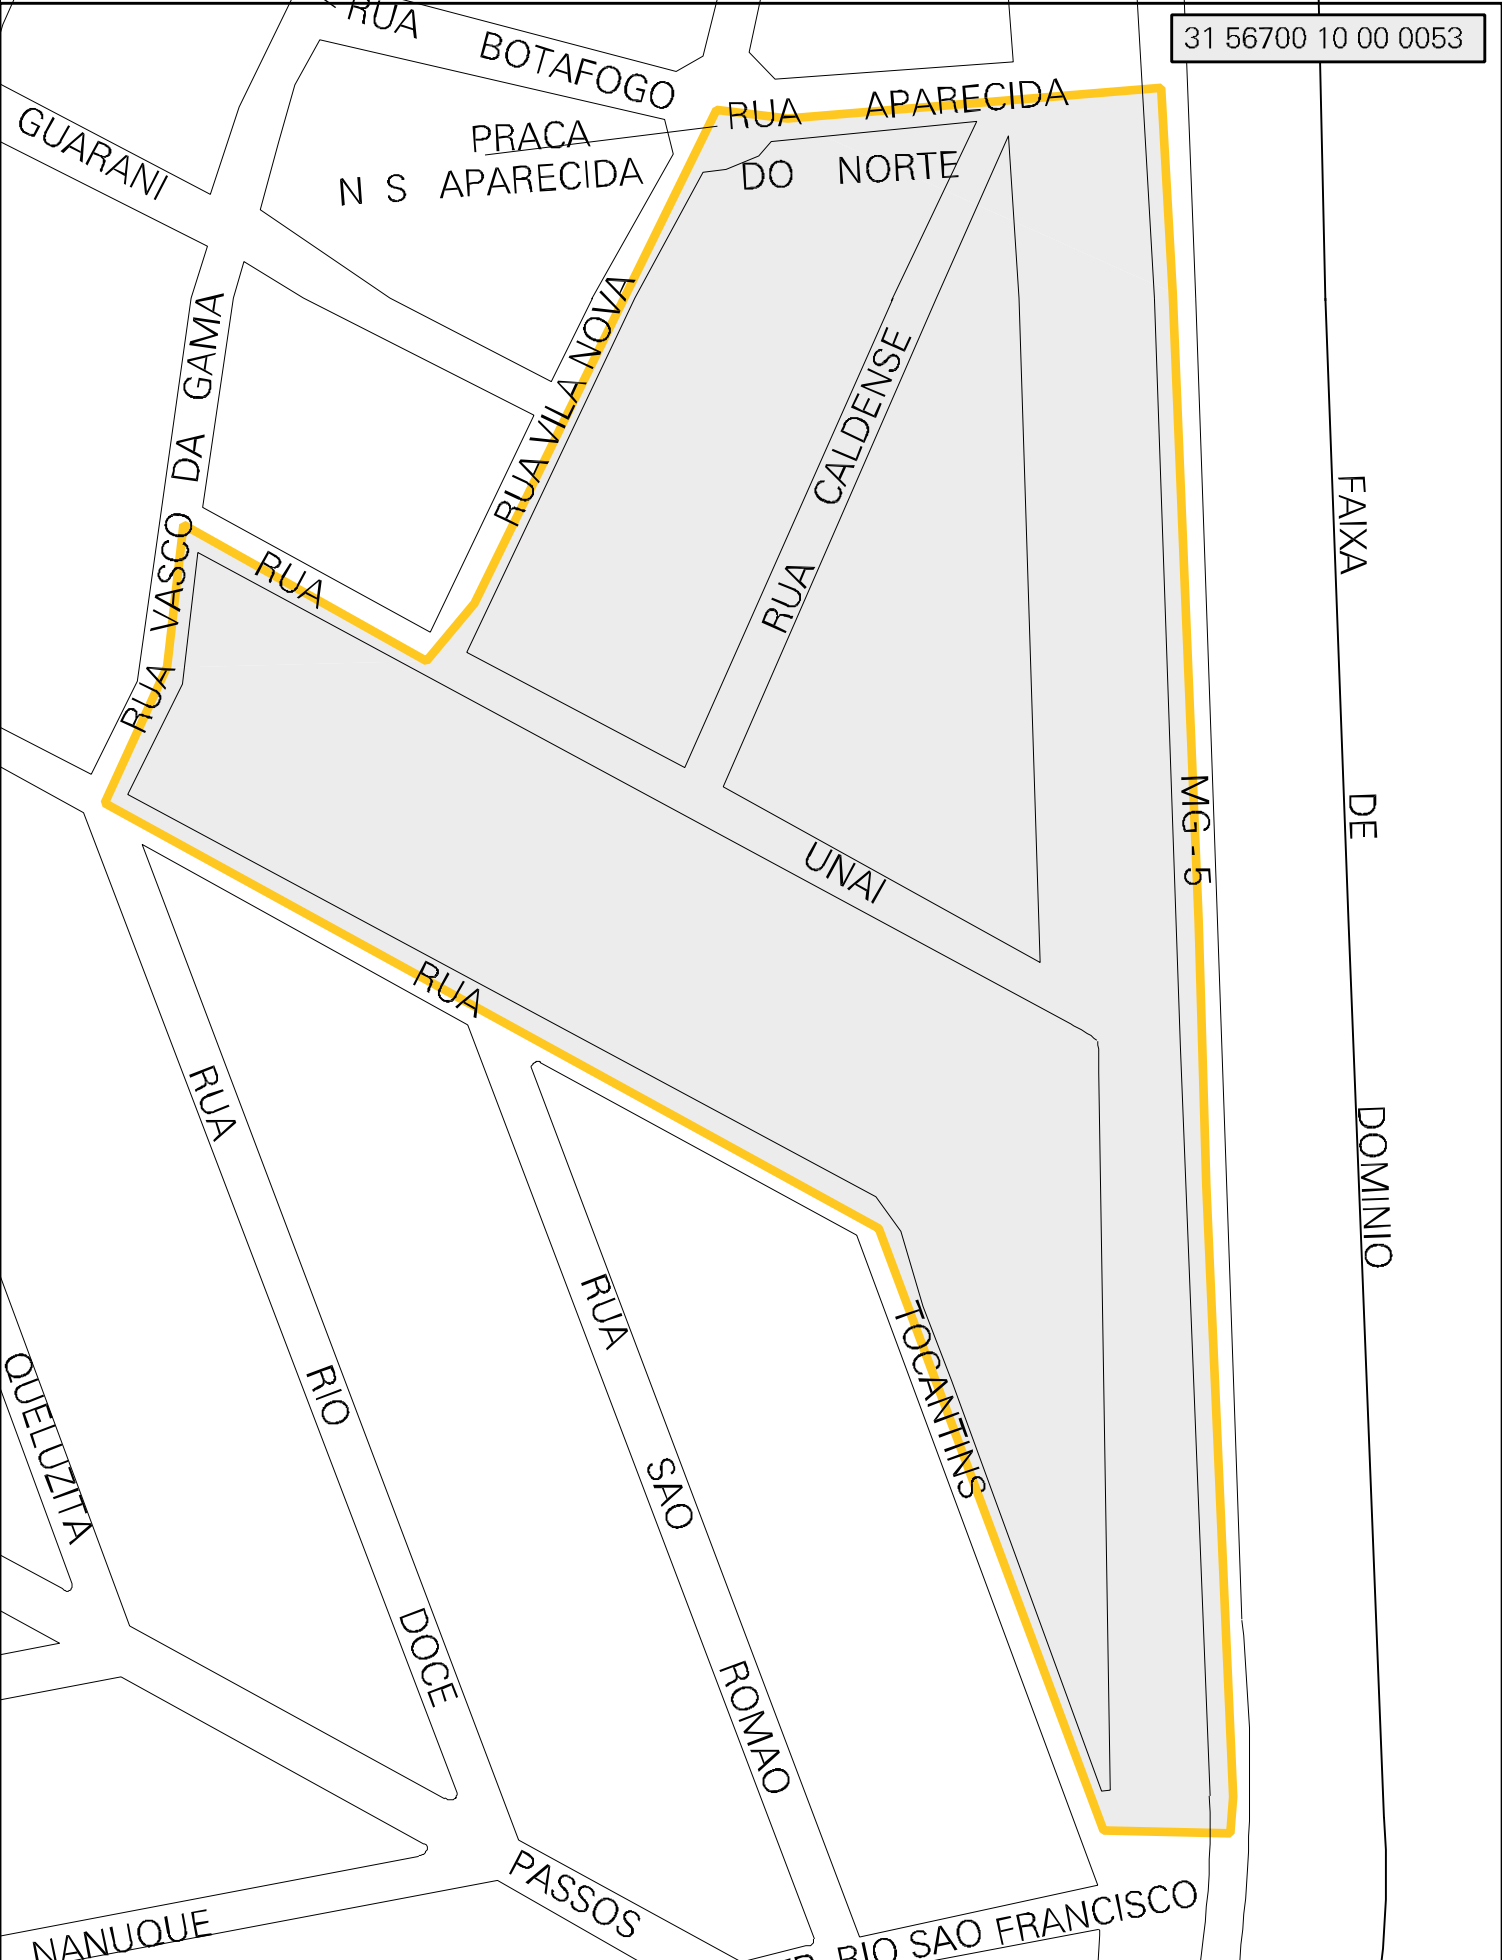 31 56700 10 00 0053
RUA BOTAFOGO
GUARANI
PRACA
N S APARECIDA
RUA APARECIDA
DO NORTE
RUA VILA NOVA
RUA VASCO DA GAMA
RUA CALDENSE
FAIXA DE DOMINIO
MG - 5
RUA UNAI
RUA TOCANTINS
RUA RIO DOCE
RUA SAO ROMAO
QUELUZITA
PASSOS
NANUQUE
RIO SAO FRANCISCO